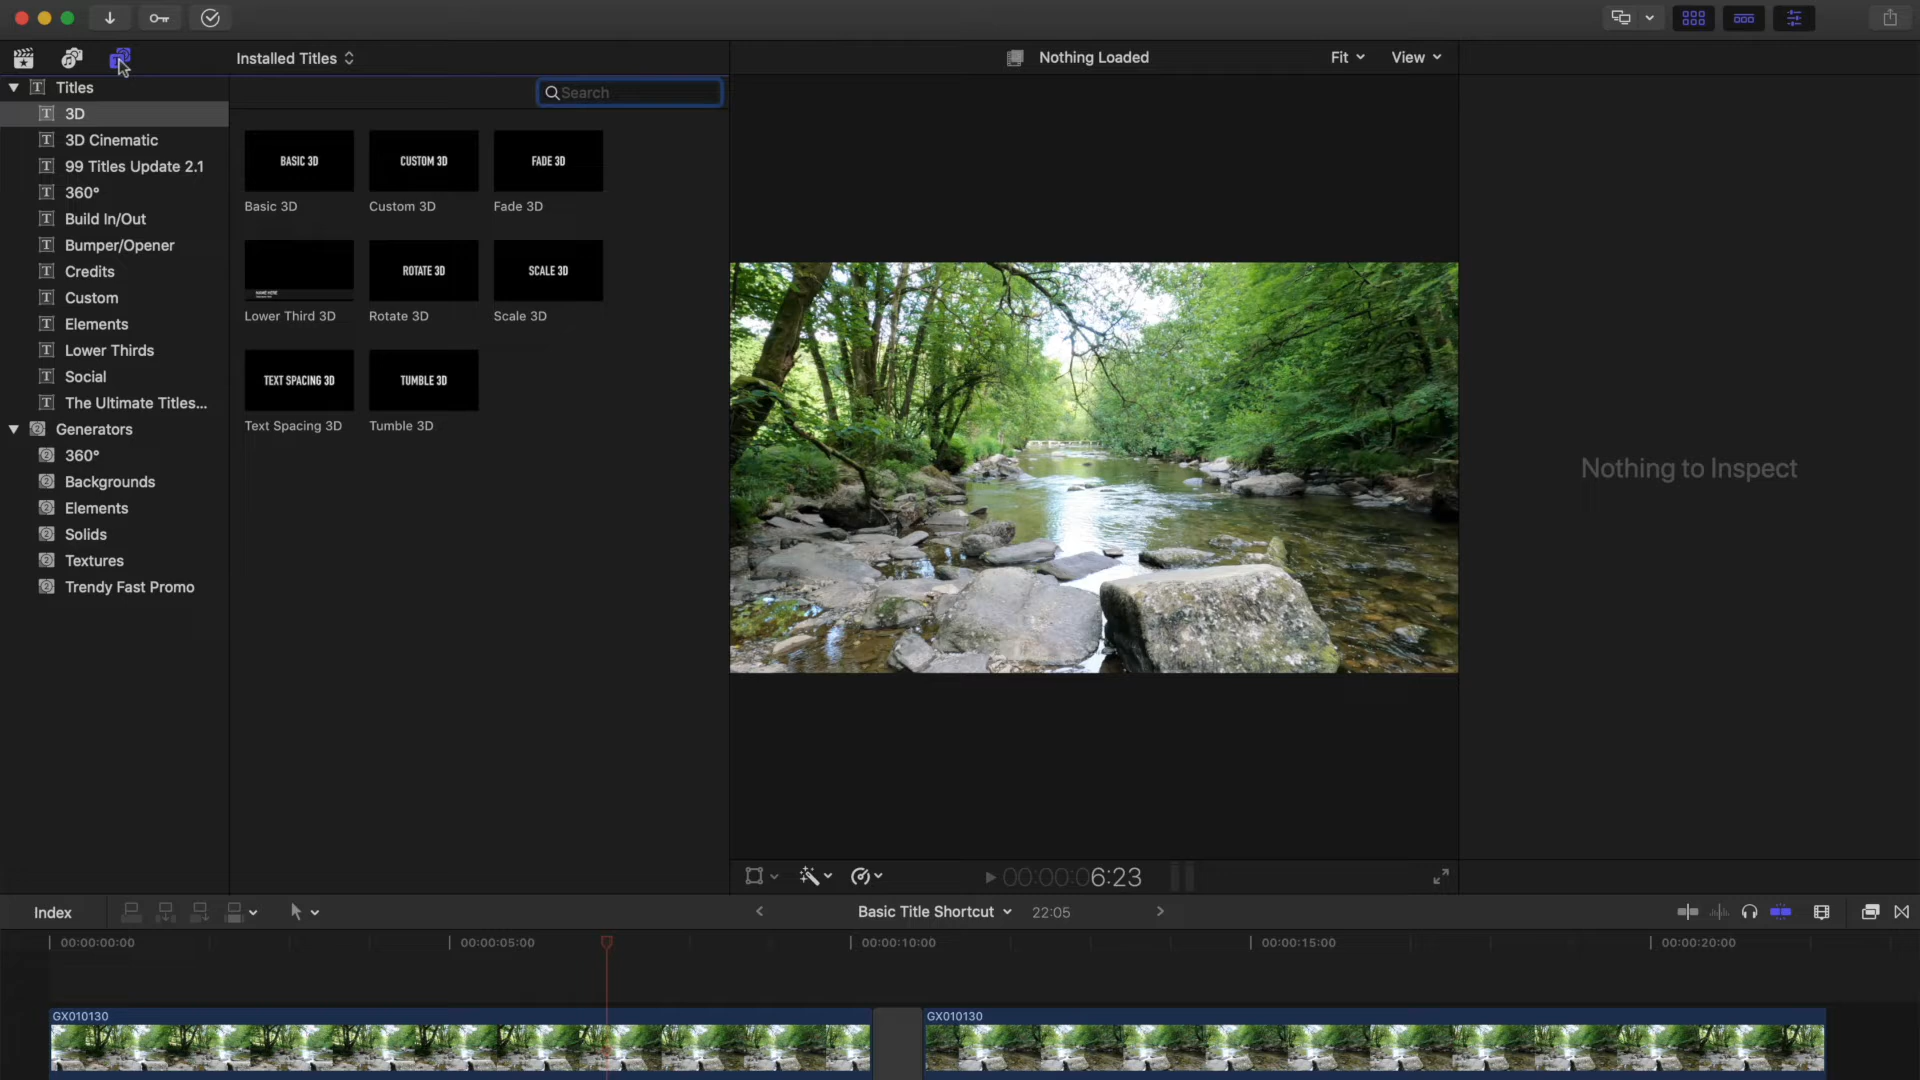 Installed Titles
Nothing Loaded
Fit
View
Titles
Search
3D
3D Cinematic
99 Titles Update 2.1
360°
Build In/Out
Bumper/Opener
Credits
Custom
Elements
Lower Thirds
Social
The Ultimate Titles...
Generators
360°
Backgrounds
Elements
Solids
Textures
Trendy Fast Promo
BASIC 3D
CUSTOM 3D
FADE 3D
Basic 3D
Custom 3D
Fade 3D
NAME HERE
ROTATE 3D
SCALE 3D
Lower Third 3D
Rotate 3D
Scale 3D
TEXT SPACING 3D
TUMBLE 3D
Text Spacing 3D
Tumble 3D
Nothing to Inspect
00:00:06:23
Index
Basic Title Shortcut
22:05
00:00:00:00
00:00:05:00
00:00:10:00
00:00:15:00
00:00:20:00
GX010130
GX010130